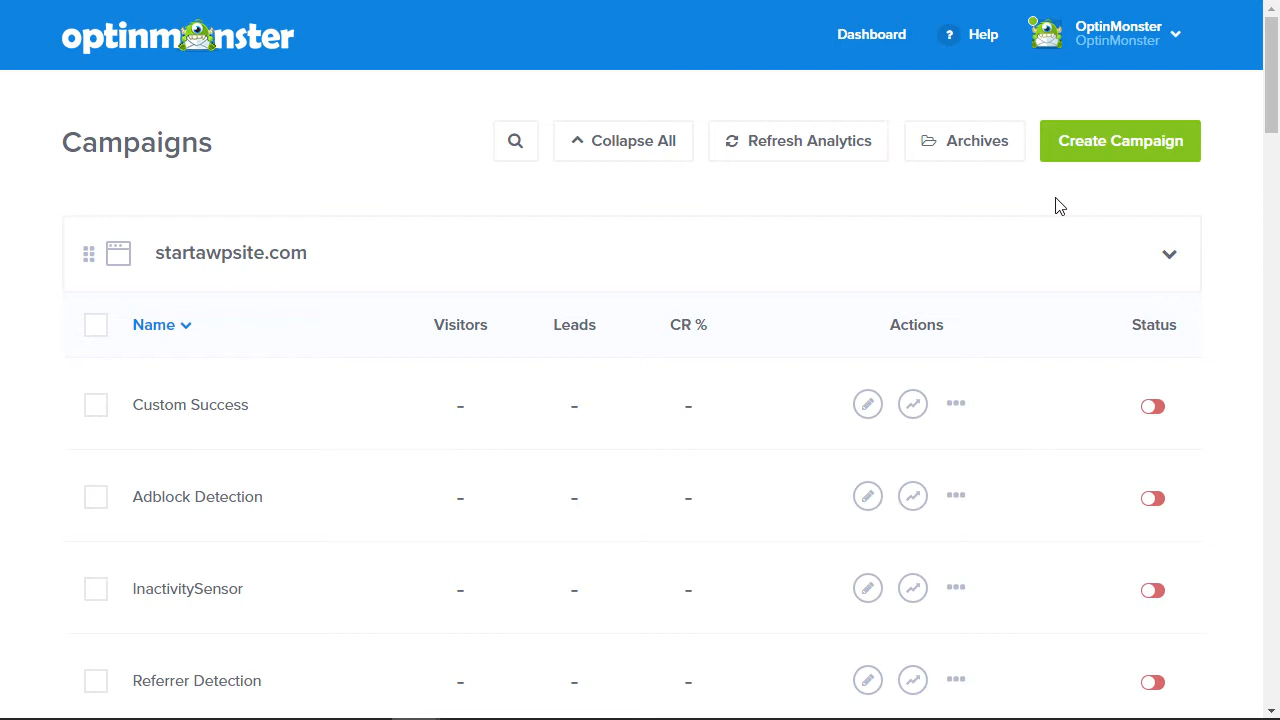 optinmonster
Dashboard ? Help OptinMonster
OptinMonster
Campaigns Collapse All Refresh Analytics Archives Create Campaign
startawpsite.com
Name Visitors Leads CR % Actions Status
Custom Success - - -
Adblock Detection - - -
InactivitySensor - - -
Referrer Detection - - -